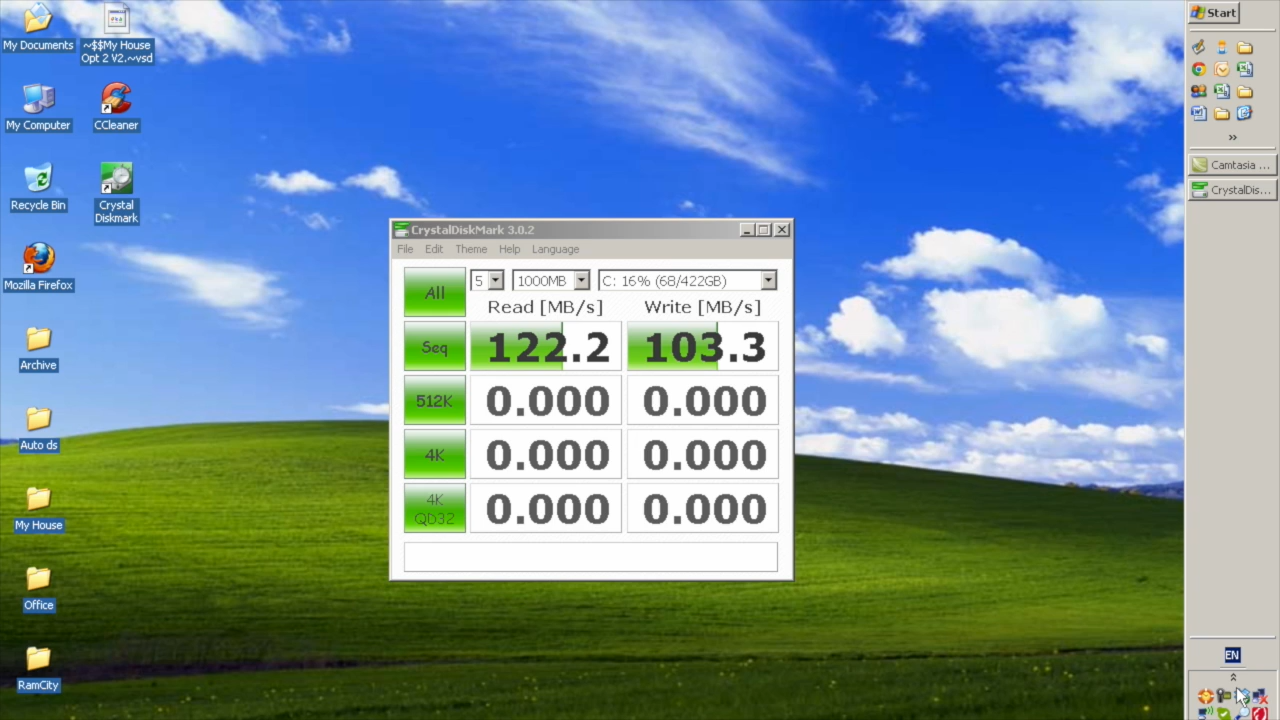 My Documents
~$$My House
Opt 2 V2.~vsd
My Computer
CCleaner
Recycle Bin
Crystal
Diskmark
Mozilla Firefox
Archive
Auto ds
My House
Office
RamCity
CrystalDiskMark 3.0.2
File Edit Theme Help Language
All 5 1000MB C: 16% (68/422GB)
Read [MB/s] Write [MB/s]
Seq 122.2 103.3
512K 0.000 0.000
4K 0.000 0.000
4K
QD32 0.000 0.000
Start
Camtasia ...
CrystalDis...
EN